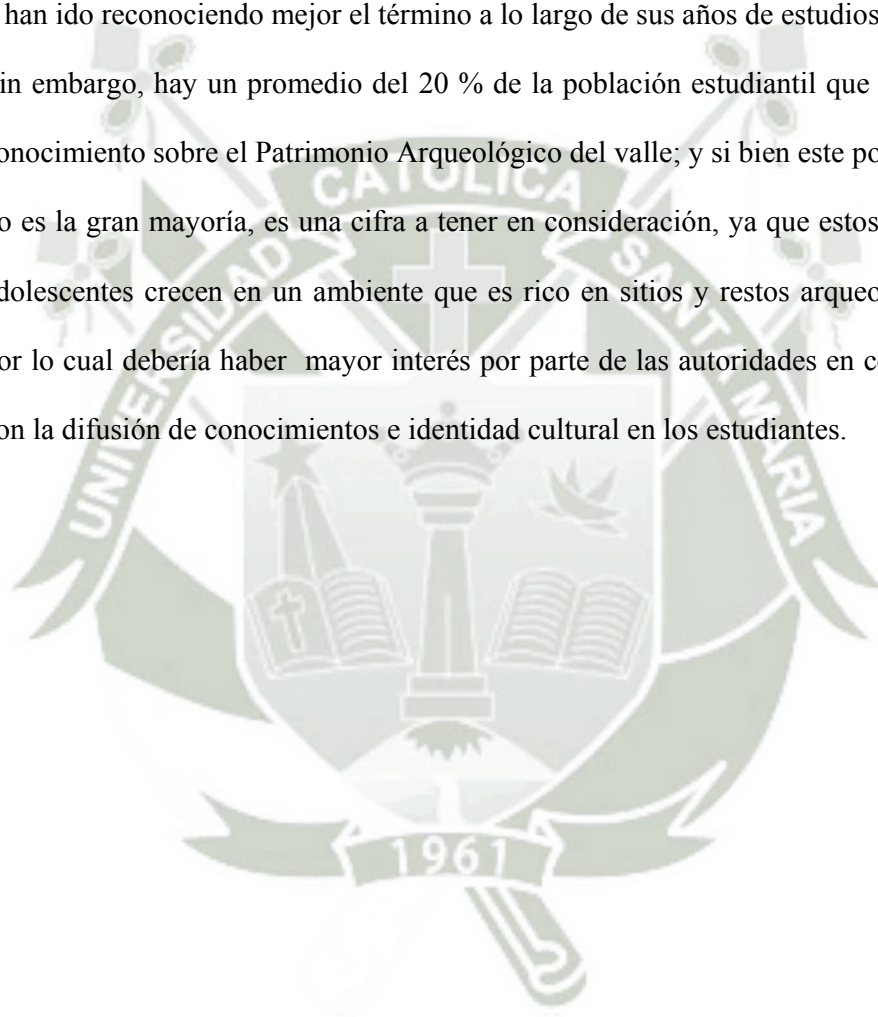 han ido reconociendo mejor el término a lo largo de sus años de estudios
in embargo, hay un promedio del 20 % de la población estudiantil que
onocimiento sobre el Patrimonio Arqueológico del valle; y si bien este po
o es la gran mayoría, es una cifra a tener en consideración, ya que estos
dolescentes crecen en un ambiente que es rico en sitios y restos arqueo
or lo cual debería haber mayor interés por parte de las autoridades en c
on la difusión de conocimientos e identidad cultural en los estudiantes.
UNIVERSIDAD CATOLICA SANTA MARIA
1961